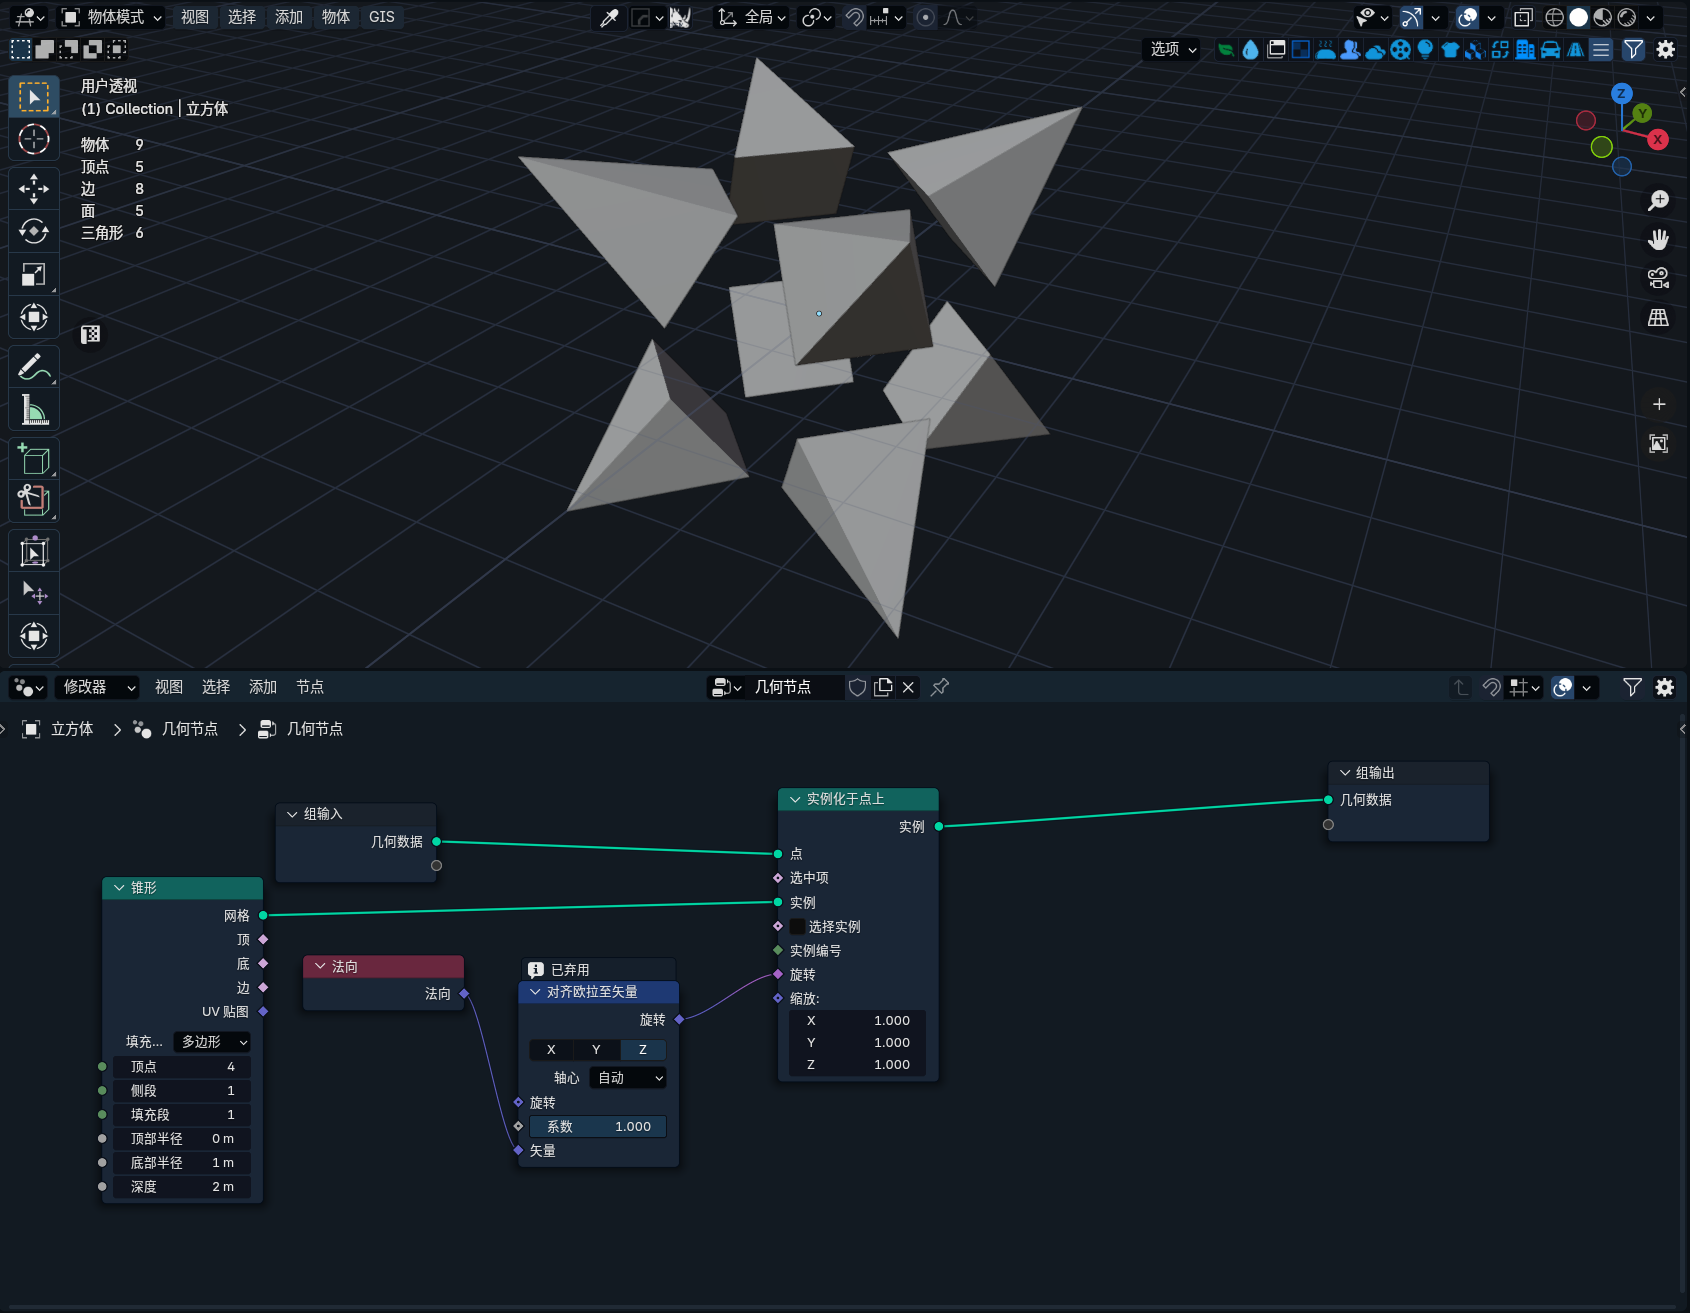 物体模式 视图 选择 添加 物体 GIS 全局
选项
用户透视
(1) Collection | 立方体
物体 9
顶点 5
边 8
面 5
三角形 6
Z
Y
X
修改器 视图 选择 添加 节点 几何节点
立方体 几何节点 几何节点
组输入
几何数据
锥形
网格
顶
底
边
UV 贴图
填充... 多边形
顶点 4
侧段 1
填充段 1
顶部半径 0 m
底部半径 1 m
深度 2 m
法向
法向
已弃用
对齐欧拉至矢量
旋转
X Y Z
轴心 自动
旋转
系数 1.000
矢量
实例化于点上
实例
点
选中项
实例
选择实例
实例编号
旋转
缩放:
X 1.000
Y 1.000
Z 1.000
组输出
几何数据